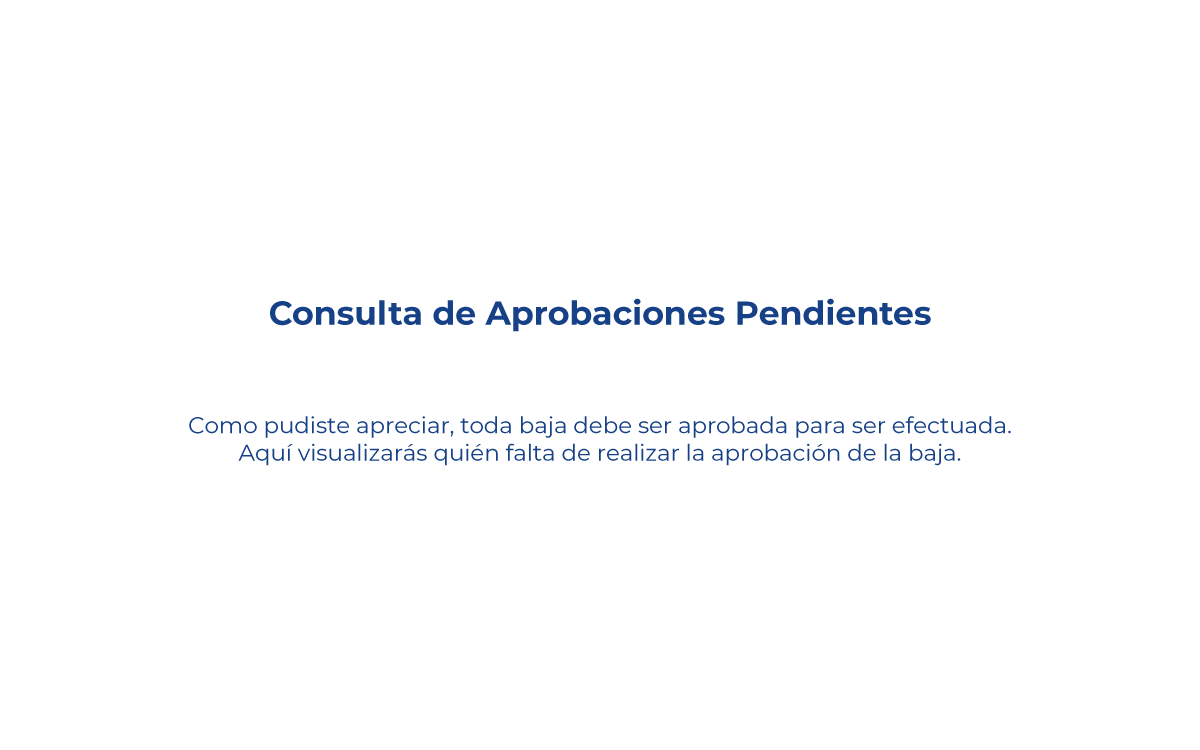 Consulta de Aprobaciones Pendientes
Como pudiste apreciar, toda baja debe ser aprobada para ser efectuada.
Aquí visualizarás quién falta de realizar la aprobación de la baja.